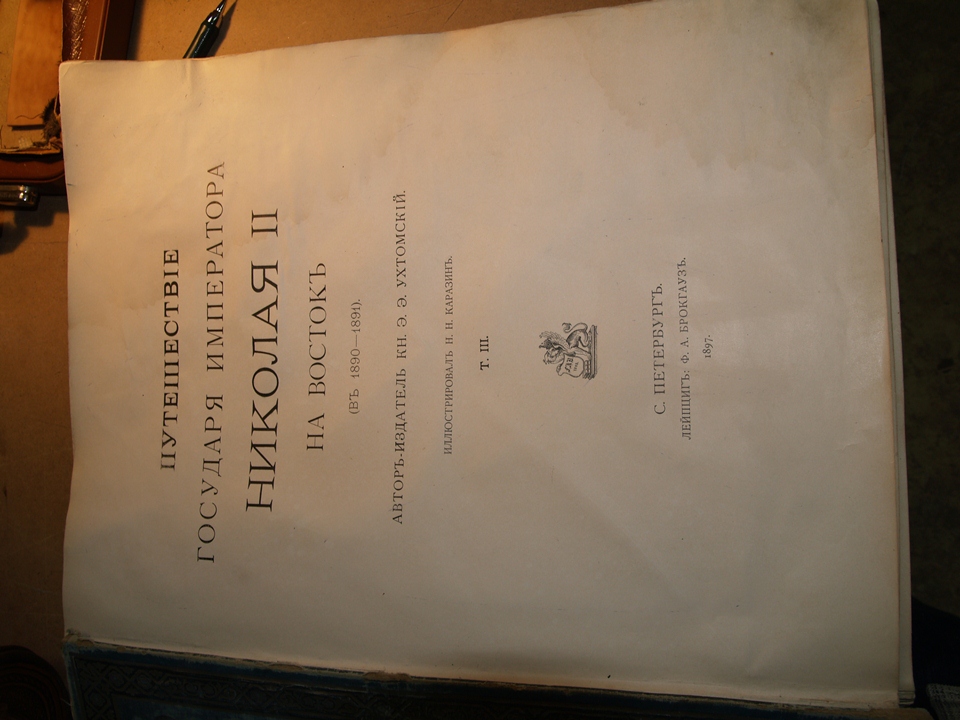 ПУТЕШЕСТВІЕ
ГОСУДАРЯ ИМПЕРАТОРА
НИКОЛАЯ II
НА ВОСТОКЪ
(ВЪ 1890—1891).
АВТОРЪ-ИЗДАТЕЛЬ КН. Э. Э. УХТОМСКІЙ.
ИЛЛЮСТРИРОВАЛЪ Н. Н. КАРАЗИНЪ.
Т. III.
С. ПЕТЕРБУРГЪ.
ЛЕЙПЦИГЪ: Ф. А. БРОКГАУЗЪ.
1897.